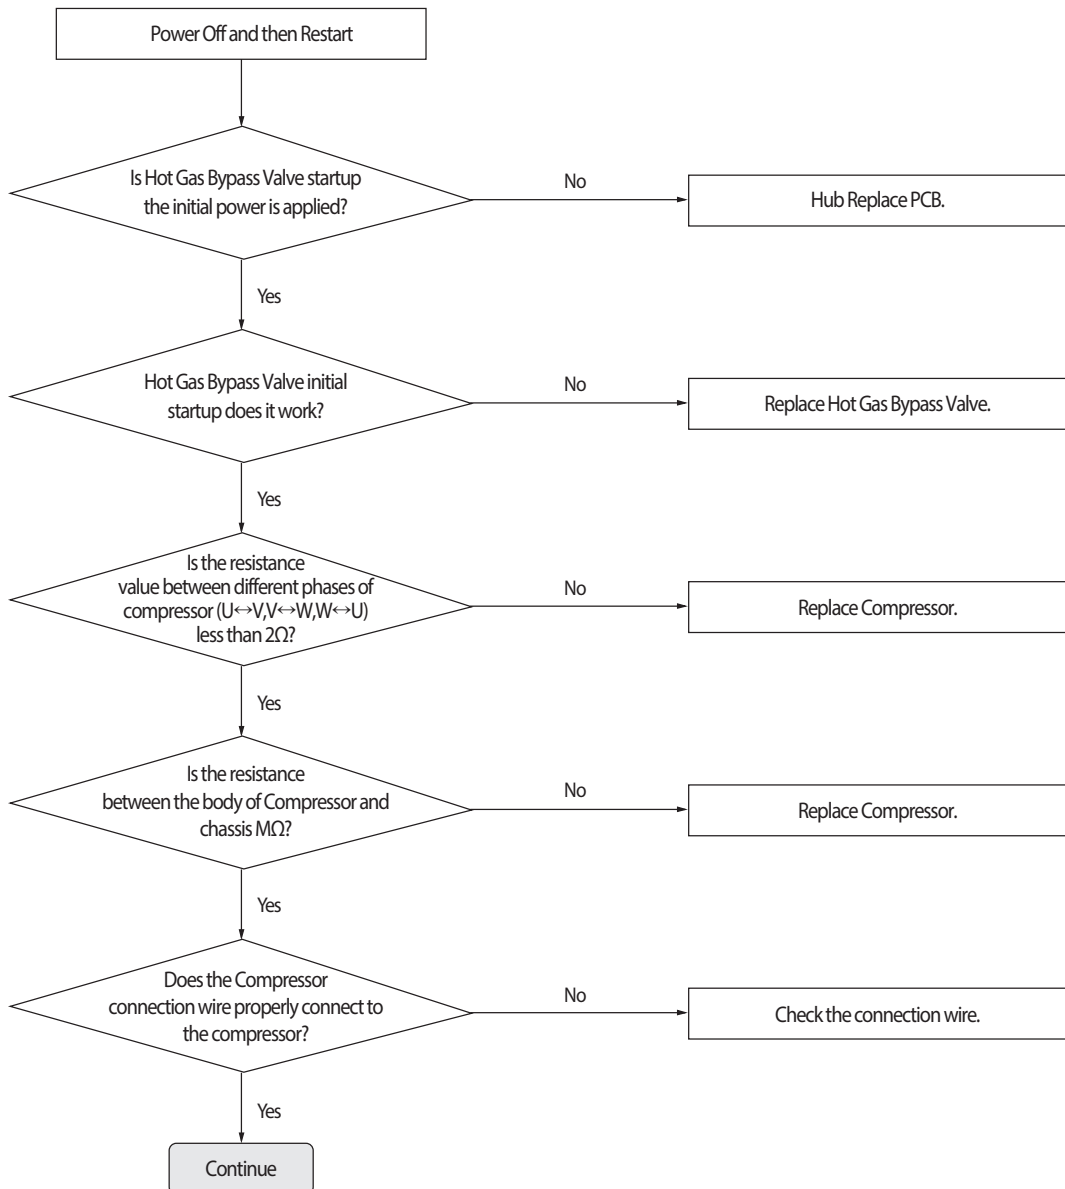 Power Off and then Restart
Is Hot Gas Bypass Valve startup
the initial power is applied?
No
Hub Replace PCB.
Yes
Hot Gas Bypass Valve initial
startup does it work?
No
Replace Hot Gas Bypass Valve.
Yes
Is the resistance
value between different phases of
compressor (U↔V,V↔W,W↔U)
less than 2Ω?
No
Replace Compressor.
Yes
Is the resistance
between the body of Compressor and
chassis MΩ?
No
Replace Compressor.
Yes
Does the Compressor
connection wire properly connect to
the compressor?
No
Check the connection wire.
Yes
Continue